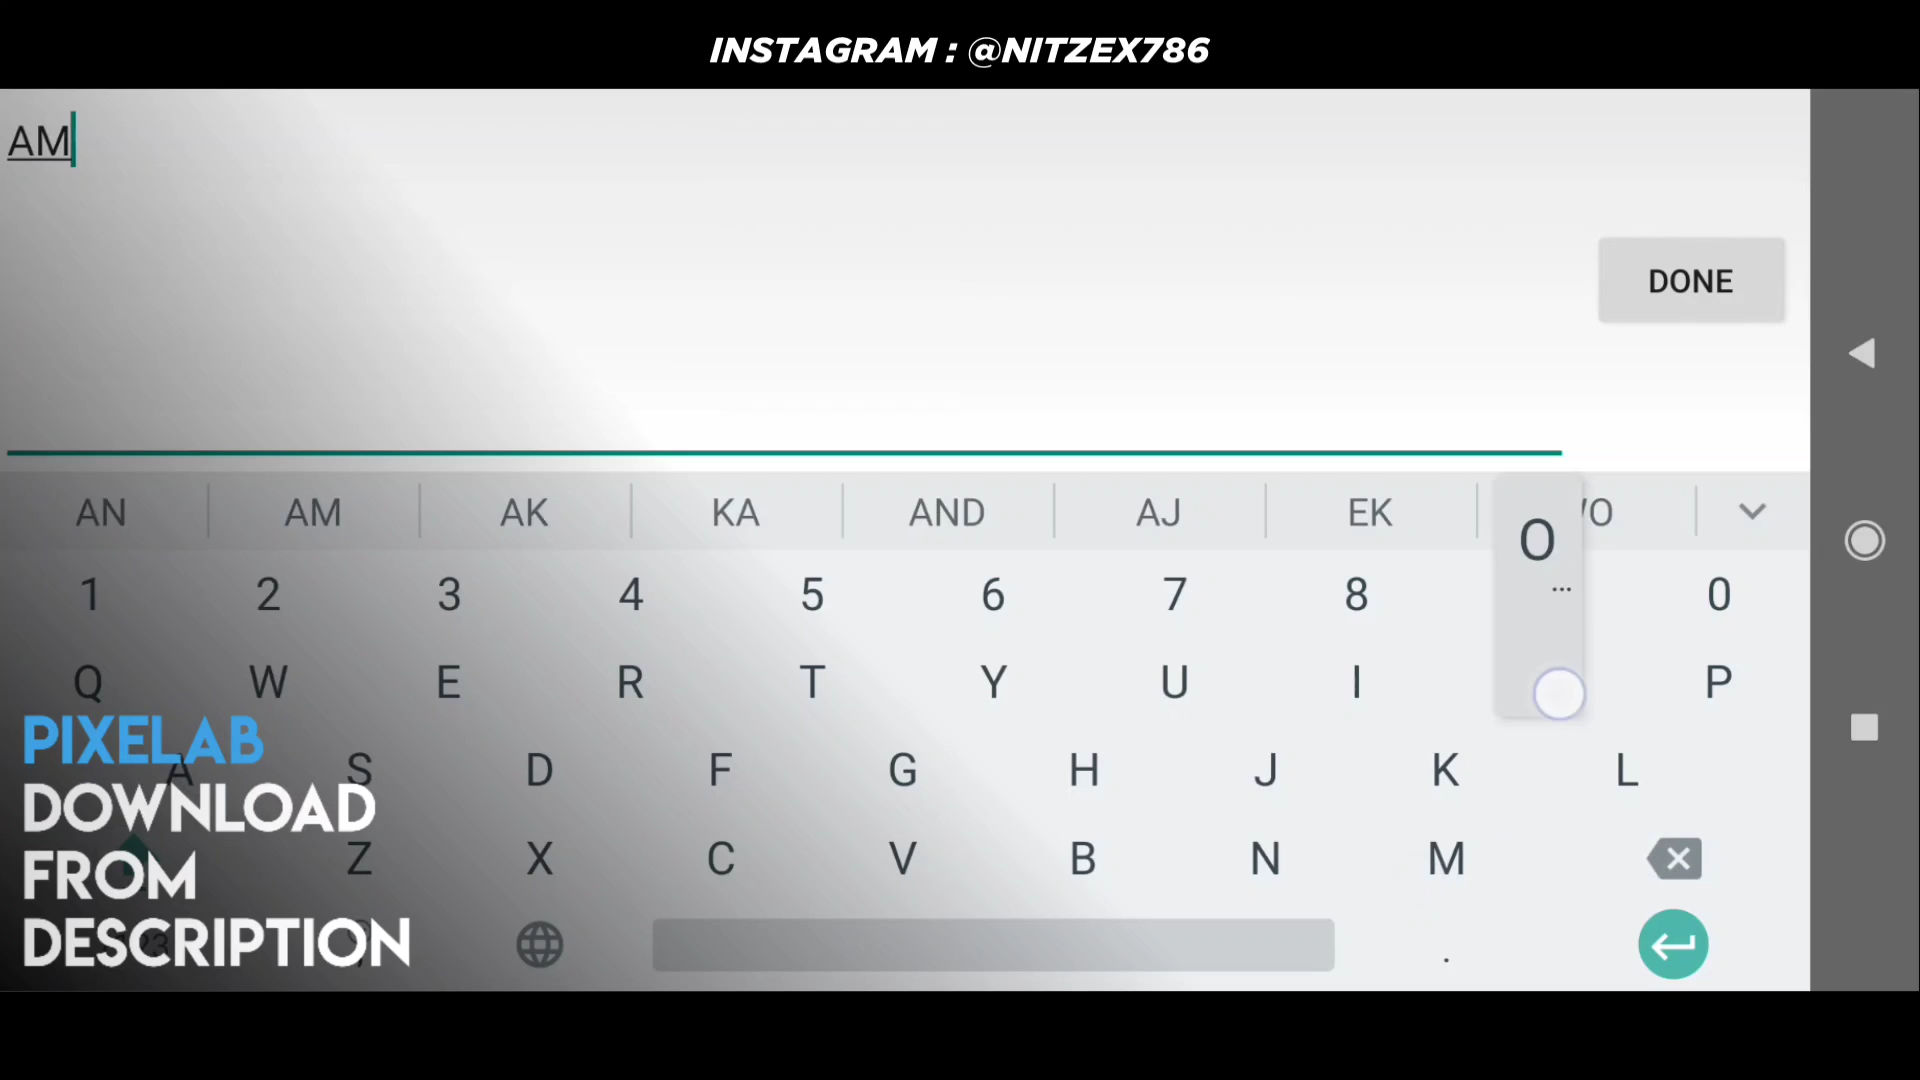 INSTAGRAM : @NITZEX786
AM
DONE
AN AM AK KA AND AJ EK O
O
...
1 2 3 4 5 6 7 8 0
Q W E R T Y U I P
A S D F G H J K L
Z X C V B N M
.
PIXELAB
DOWNLOAD
FROM
DESCRIPTION